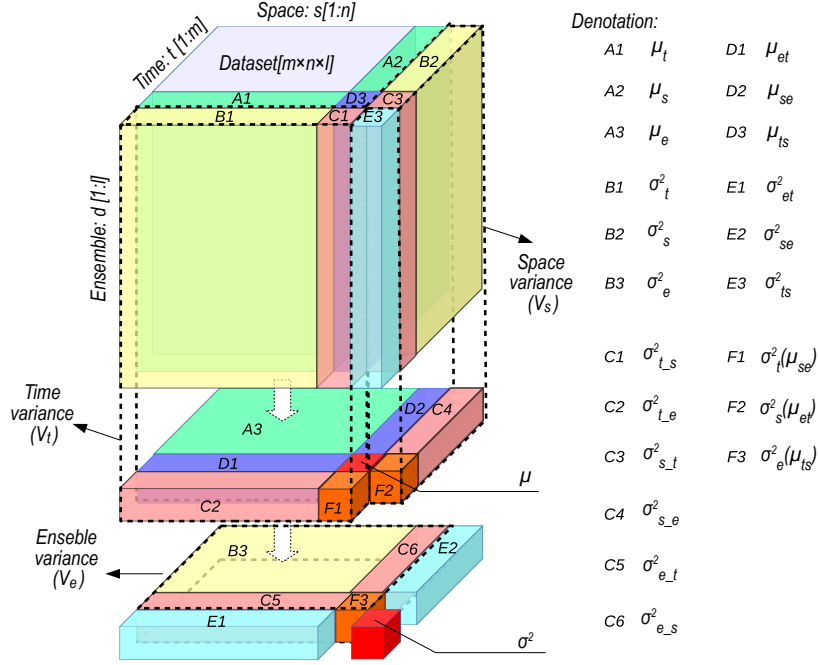 Space: s[1:n]
Time: t [1:m]
Dataset[m×n×l]
A2
B2
A1
D3
C3
B1
C1
E3
Ensemble: d [1:l]
Space
variance
(Vs)
Time
variance
(Vt)
D2
C4
A3
D1
C2
F1
F2
μ
Enseble
variance
(Ve)
B3
C6
E2
C5
F3
E1
σ²
Denotation:
A1 μt D1 μet
A2 μs D2 μse
A3 μe D3 μts
B1 σ²t E1 σ²et
B2 σ²s E2 σ²se
B3 σ²e E3 σ²ts
C1 σ²t_s F1 σ²t(μse)
C2 σ²t_e F2 σ²s(μet)
C3 σ²s_t F3 σ²e(μts)
C4 σ²s_e
C5 σ²e_t
C6 σ²e_s